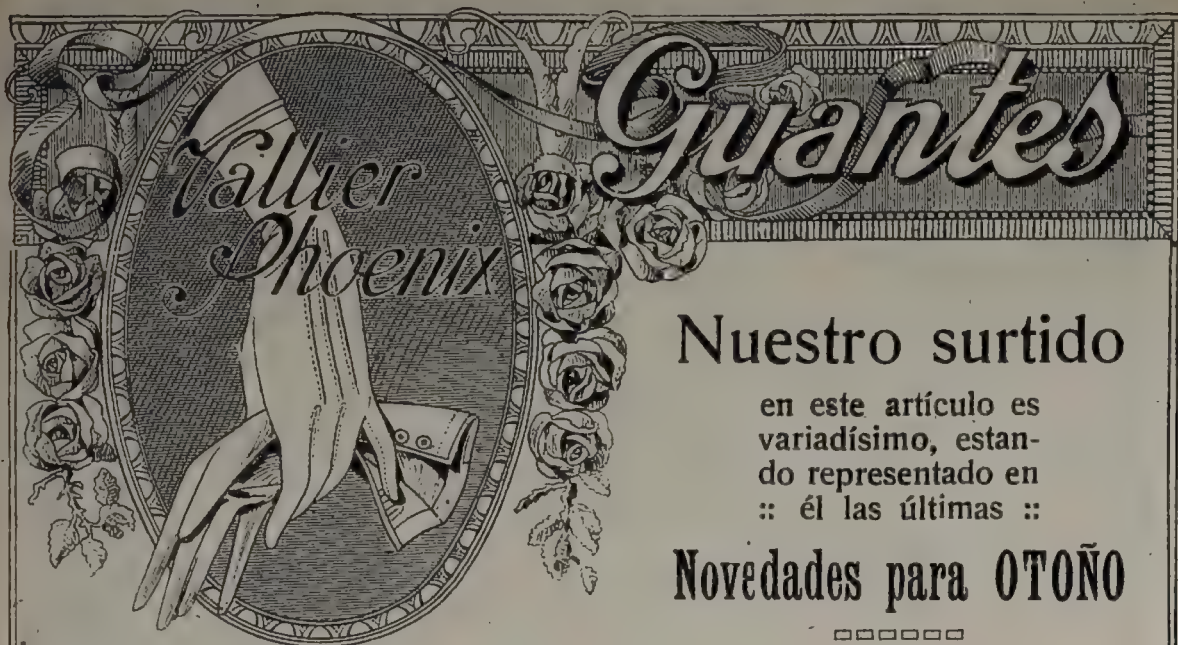 Vallier
Phoenix
Guantes
Nuestro surtido
en este artículo es
variadísimo, estan-
do representado en
:: él las últimas ::
Novedades para OTOÑO